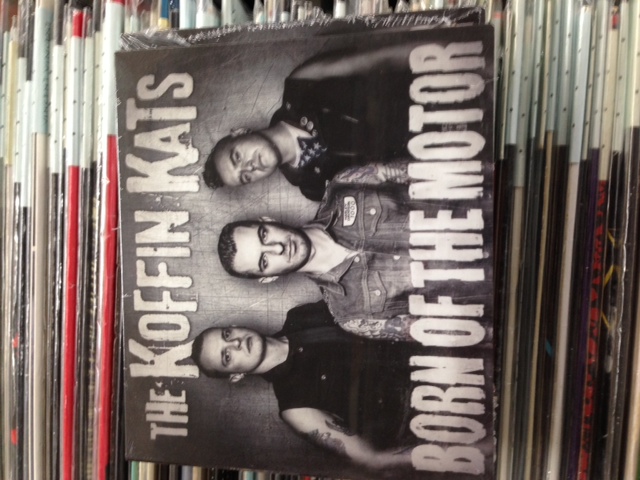 THE KOFFIN KATS
BORN OF THE MOTOR